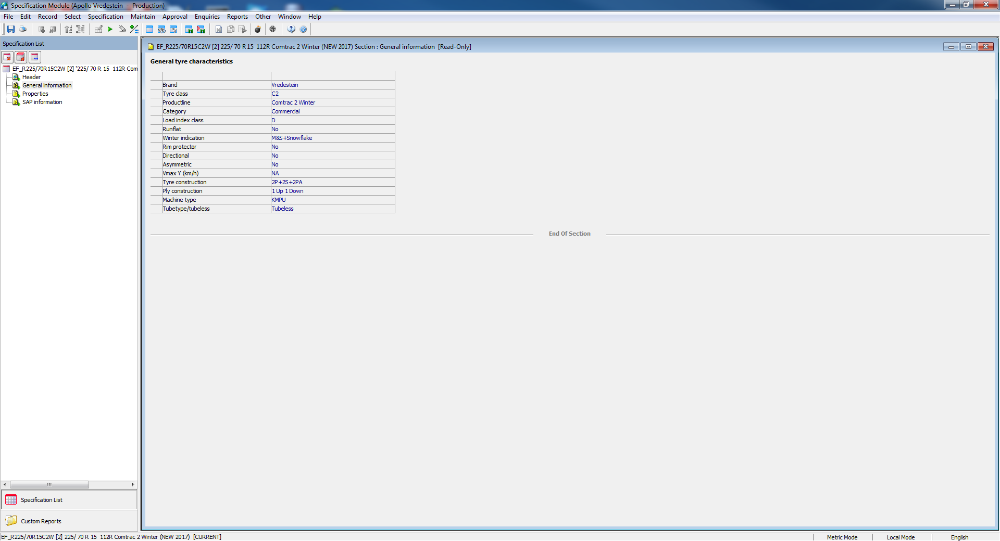 Specification Module (Apollo Vredestein - Production)
File Edit Record Select Specification Maintain Approval Enquiries Reports Other Window Help
Specification List
EF_R225/70R15C2W [2] '225/ 70 R 15 112R Com
Header
General information
Properties
SAP information
Specification List
Custom Reports
EF_R225/70R15C2W [2] 225/ 70 R 15 112R Comtrac 2 Winter (NEW 2017) Section : General information [Read-Only]
General tyre characteristics
Brand Vredestein
Tyre class C2
Productline Comtrac 2 Winter
Category Commercial
Load index class D
Runflat No
Winter indication M&S+Snowflake
Rim protector No
Directional No
Asymmetric No
Vmax Y (km/h) NA
Tyre construction 2P+2S+2PA
Ply construction 1 Up 1 Down
Machine type KMPU
Tubetype/tubeless Tubeless
End Of Section
EF_R225/70R15C2W [2] 225/ 70 R 15 112R Comtrac 2 Winter (NEW 2017) [CURRENT]
Metric Mode Local Mode English